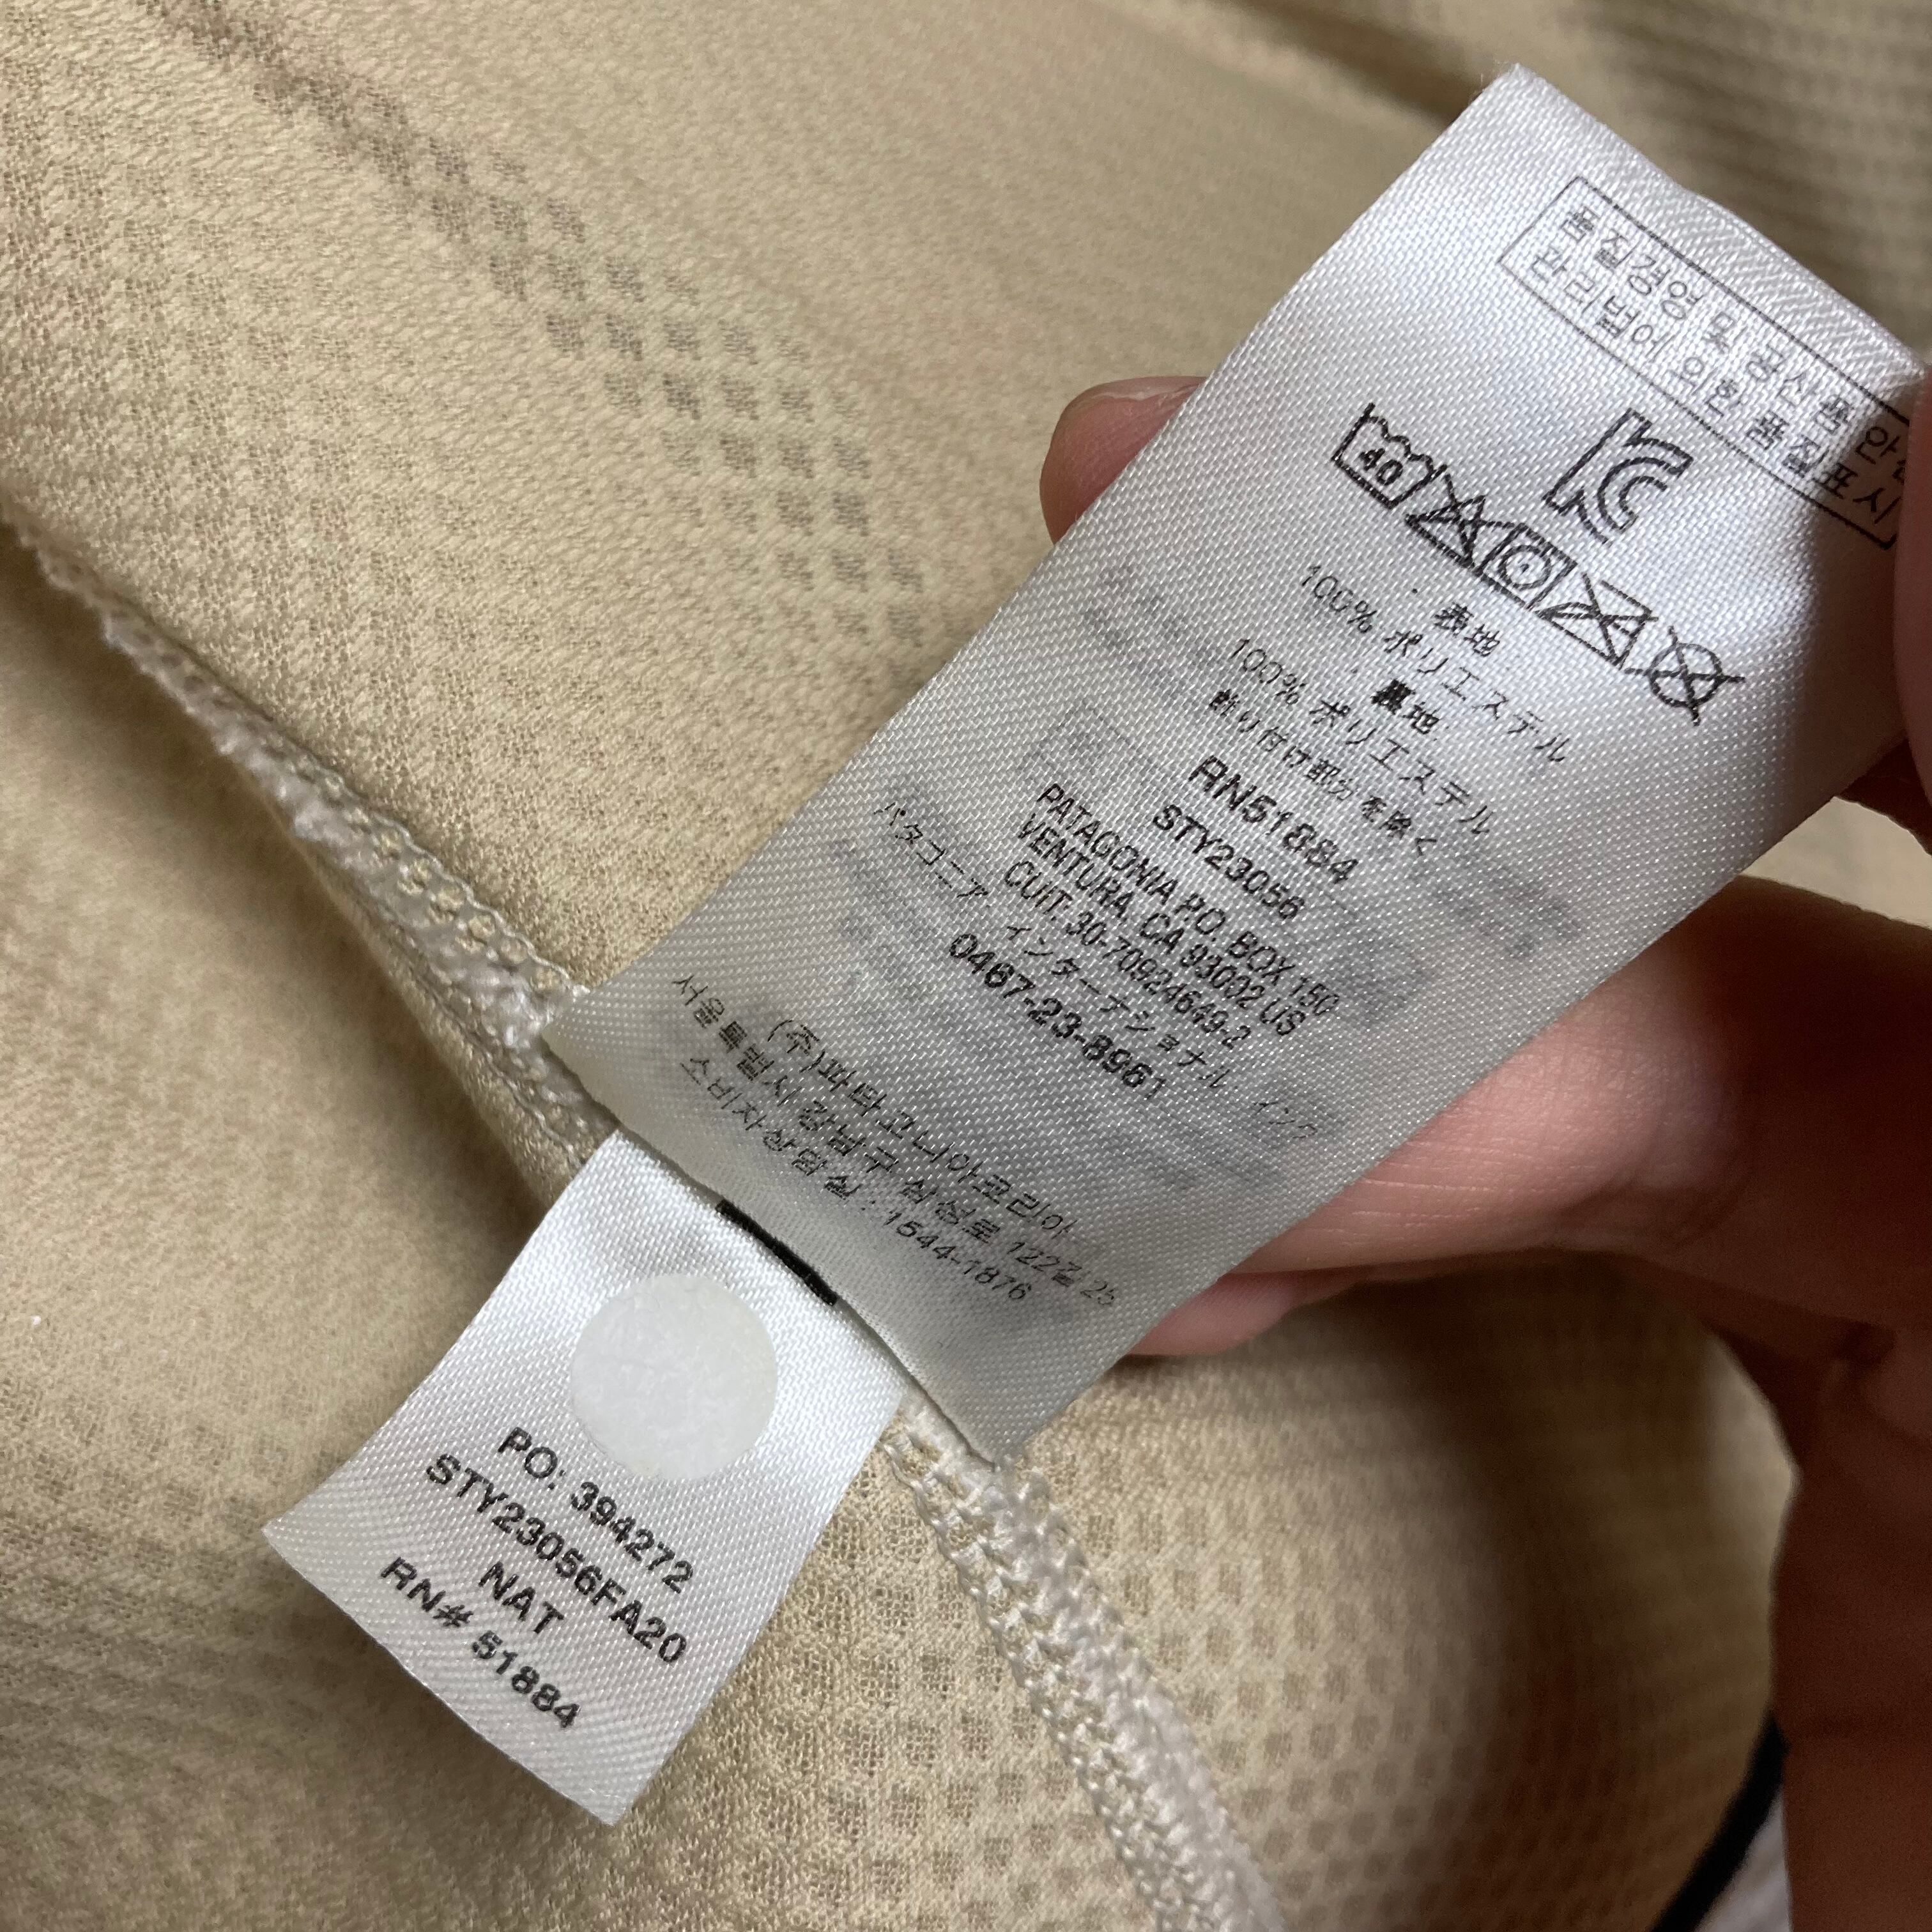 품질경영 및 공산품 안전
관리법에 의한 품질표시
40
・表地：
100% ポリエステル
・裏地：
100% ポリエステル
飾り付け部分を除く
RN51884
STY23056
PATAGONIA P.O. BOX 150
VENTURA, CA 93002 US
CUIT. 30-70924649-2
パタゴニア インターナショナル インク
0467-23-8961
(주)파타고니아코리아
서울특별시 강남구 삼성로 122길 25
소비자상담실 : 1544-1876
PO: 394272
STY23056FA20
NAT
RN# 51884